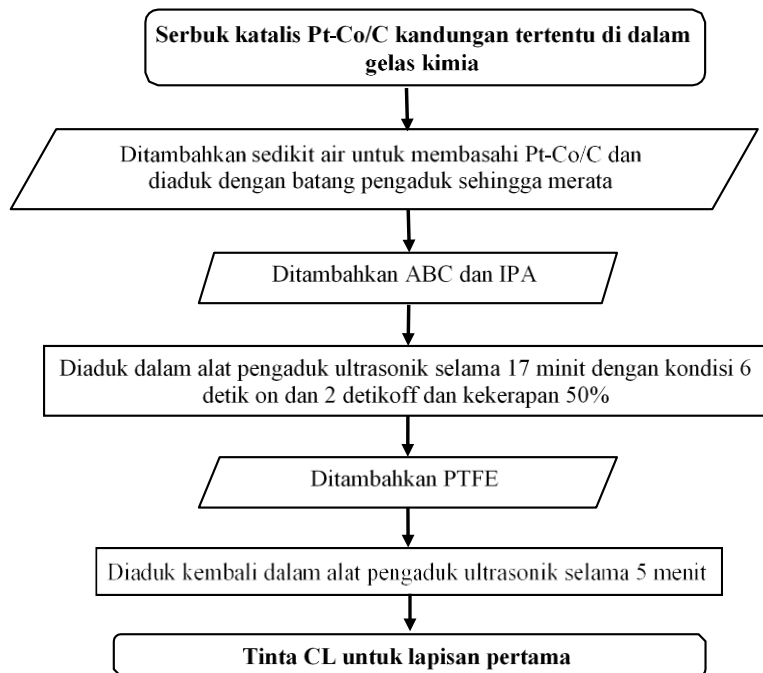 Serbuk katalis Pt-Co/C kandungan tertentu di dalam
gelas kimia
Ditambahkan sedikit air untuk membasahi Pt-Co/C dan
diaduk dengan batang pengaduk sehingga merata
Ditambahkan ABC dan IPA
Diaduk dalam alat pengaduk ultrasonik selama 17 minit dengan kondisi 6
detik on dan 2 detikoff dan kekerapan 50%
Ditambahkan PTFE
Diaduk kembali dalam alat pengaduk ultrasonik selama 5 menit
Tinta CL untuk lapisan pertama